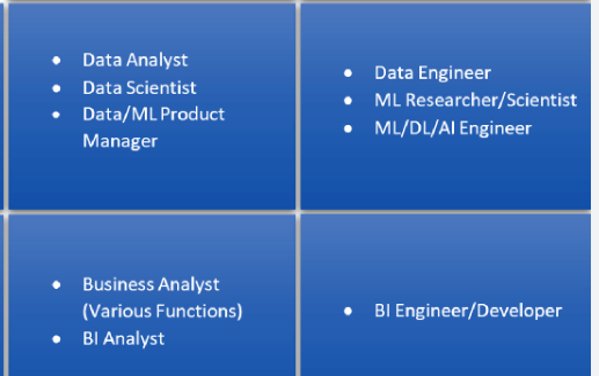 • Data Analyst
• Data Scientist
• Data/ML Product
Manager
• Data Engineer
• ML Researcher/Scientist
• ML/DL/AI Engineer
• Business Analyst
(Various Functions)
• BI Analyst
• BI Engineer/Developer